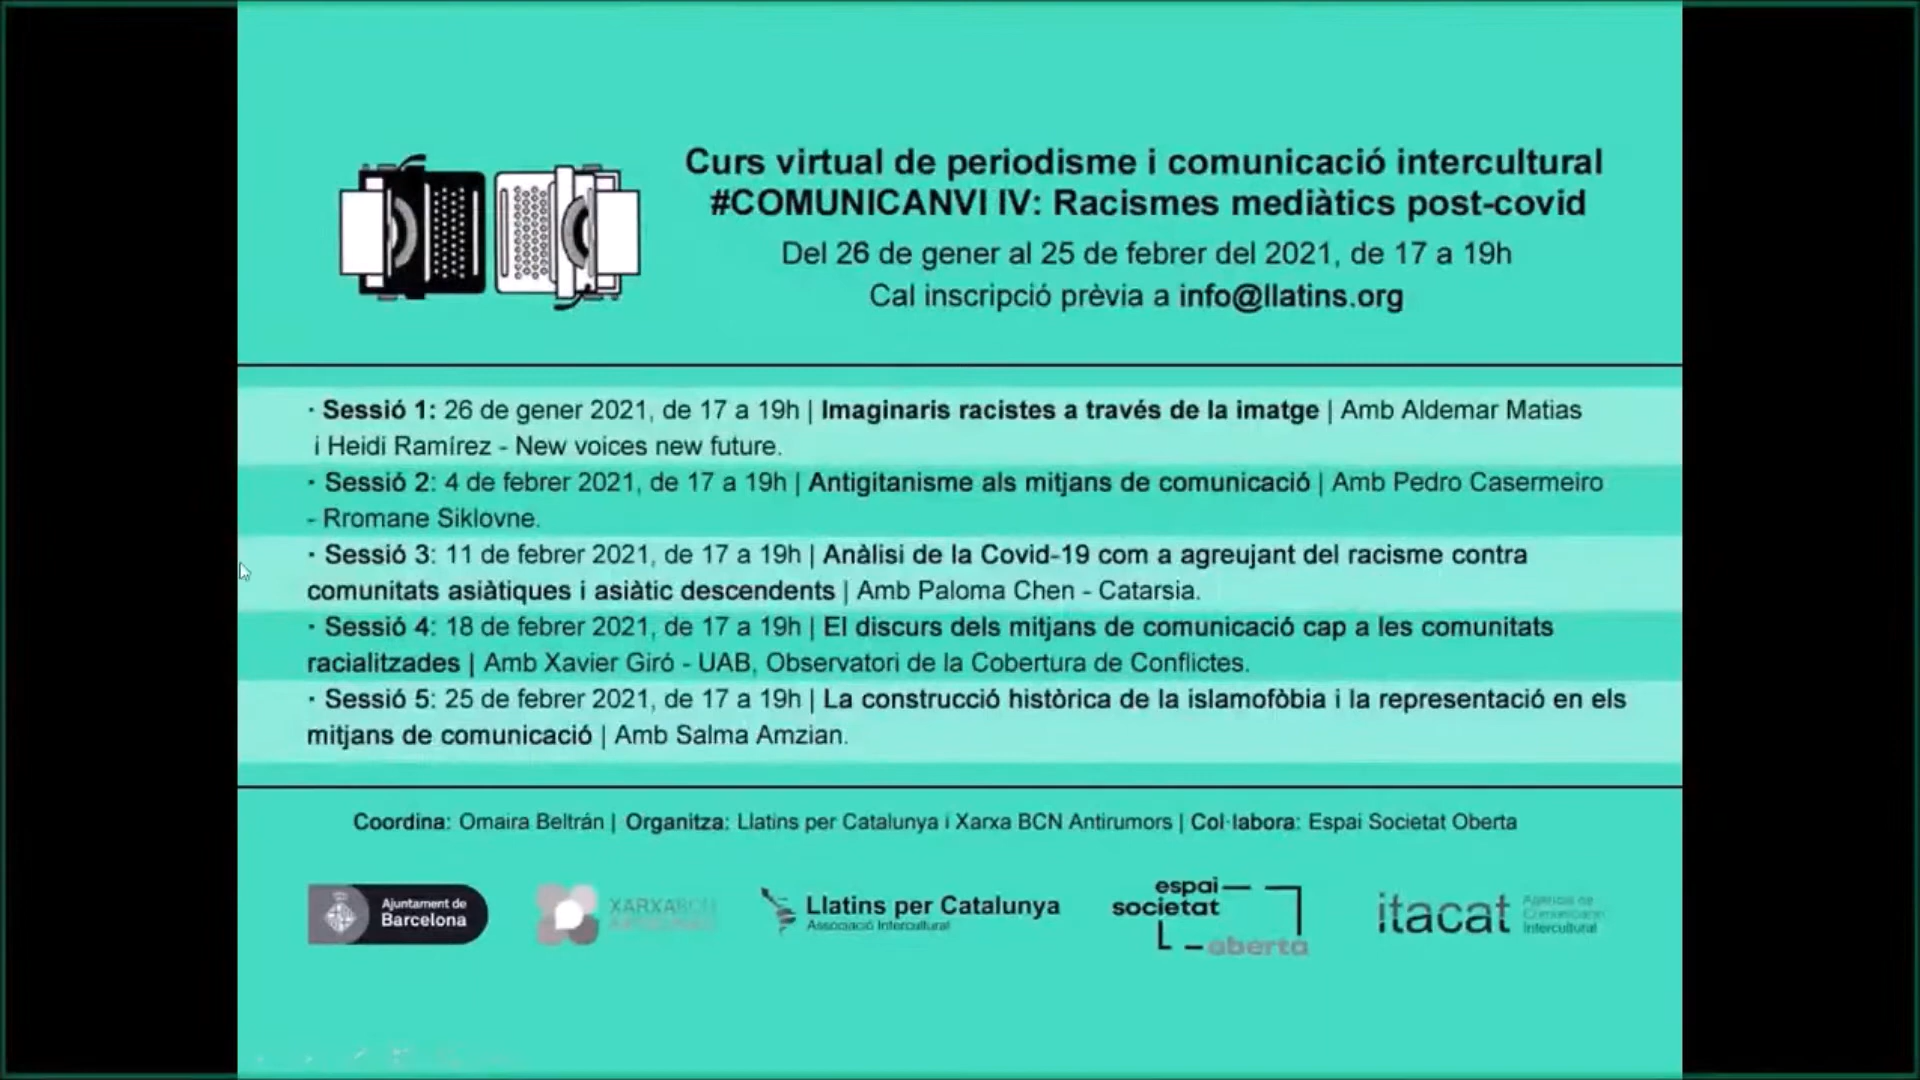 Curs virtual de periodisme i comunicació intercultural
#COMUNICANVI IV: Racismes mediàtics post-covid
Del 26 de gener al 25 de febrer del 2021, de 17 a 19h
Cal inscripció prèvia a info@llatins.org
· Sessió 1: 26 de gener 2021, de 17 a 19h | Imaginaris racistes a través de la imatge | Amb Aldemar Matias
i Heidi Ramírez - New voices new future.
· Sessió 2: 4 de febrer 2021, de 17 a 19h | Antigitanisme als mitjans de comunicació | Amb Pedro Casermeiro
- Rromane Siklovne.
· Sessió 3: 11 de febrer 2021, de 17 a 19h | Anàlisi de la Covid-19 com a agreujant del racisme contra
comunitats asiàtiques i asiàtic descendents | Amb Paloma Chen - Catarsia.
· Sessió 4: 18 de febrer 2021, de 17 a 19h | El discurs dels mitjans de comunicació cap a les comunitats
racialitzades | Amb Xavier Giró - UAB, Observatori de la Cobertura de Conflictes.
· Sessió 5: 25 de febrer 2021, de 17 a 19h | La construcció històrica de la islamofòbia i la representació en els
mitjans de comunicació | Amb Salma Amzian.
Coordina: Omaira Beltrán | Organitza: Llatins per Catalunya i Xarxa BCN Antirumors | Col·labora: Espai Societat Oberta
Ajuntament de
Barcelona
XARXABCN
Llatins per Catalunya
Associació Intercultural
espai
societat
oberta
itacat
Agència de
Comunicació
Intercultural